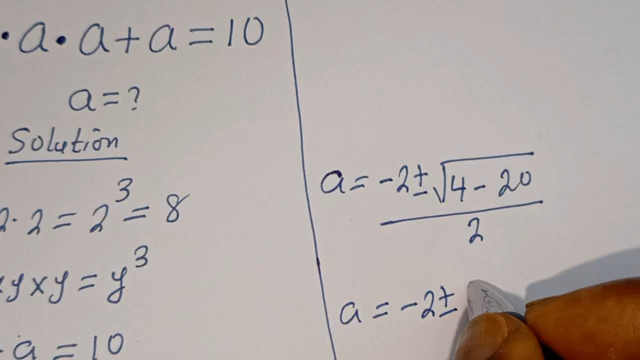 · a · a + a = 10
a = ?
Solution
2 · 2 = 2³ = 8
y × y = y³
a = 10
a = -2 ± √4 - 20
2
a = -2 ±